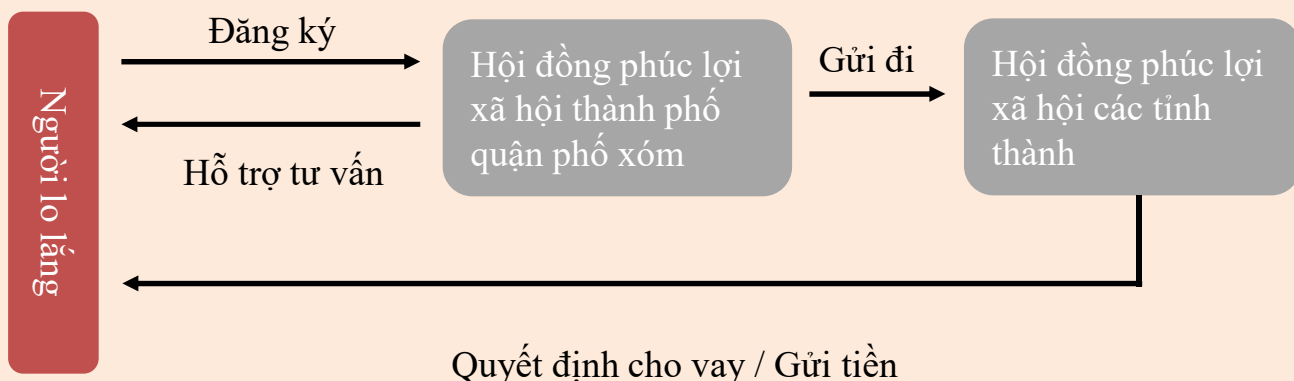 Người lo lắng
Đăng ký
Hỗ trợ tư vấn
Hội đồng phúc lợi
xã hội thành phố
quận phố xóm
Gửi đi
Hội đồng phúc lợi
xã hội các tỉnh
thành
Quyết định cho vay / Gửi tiền